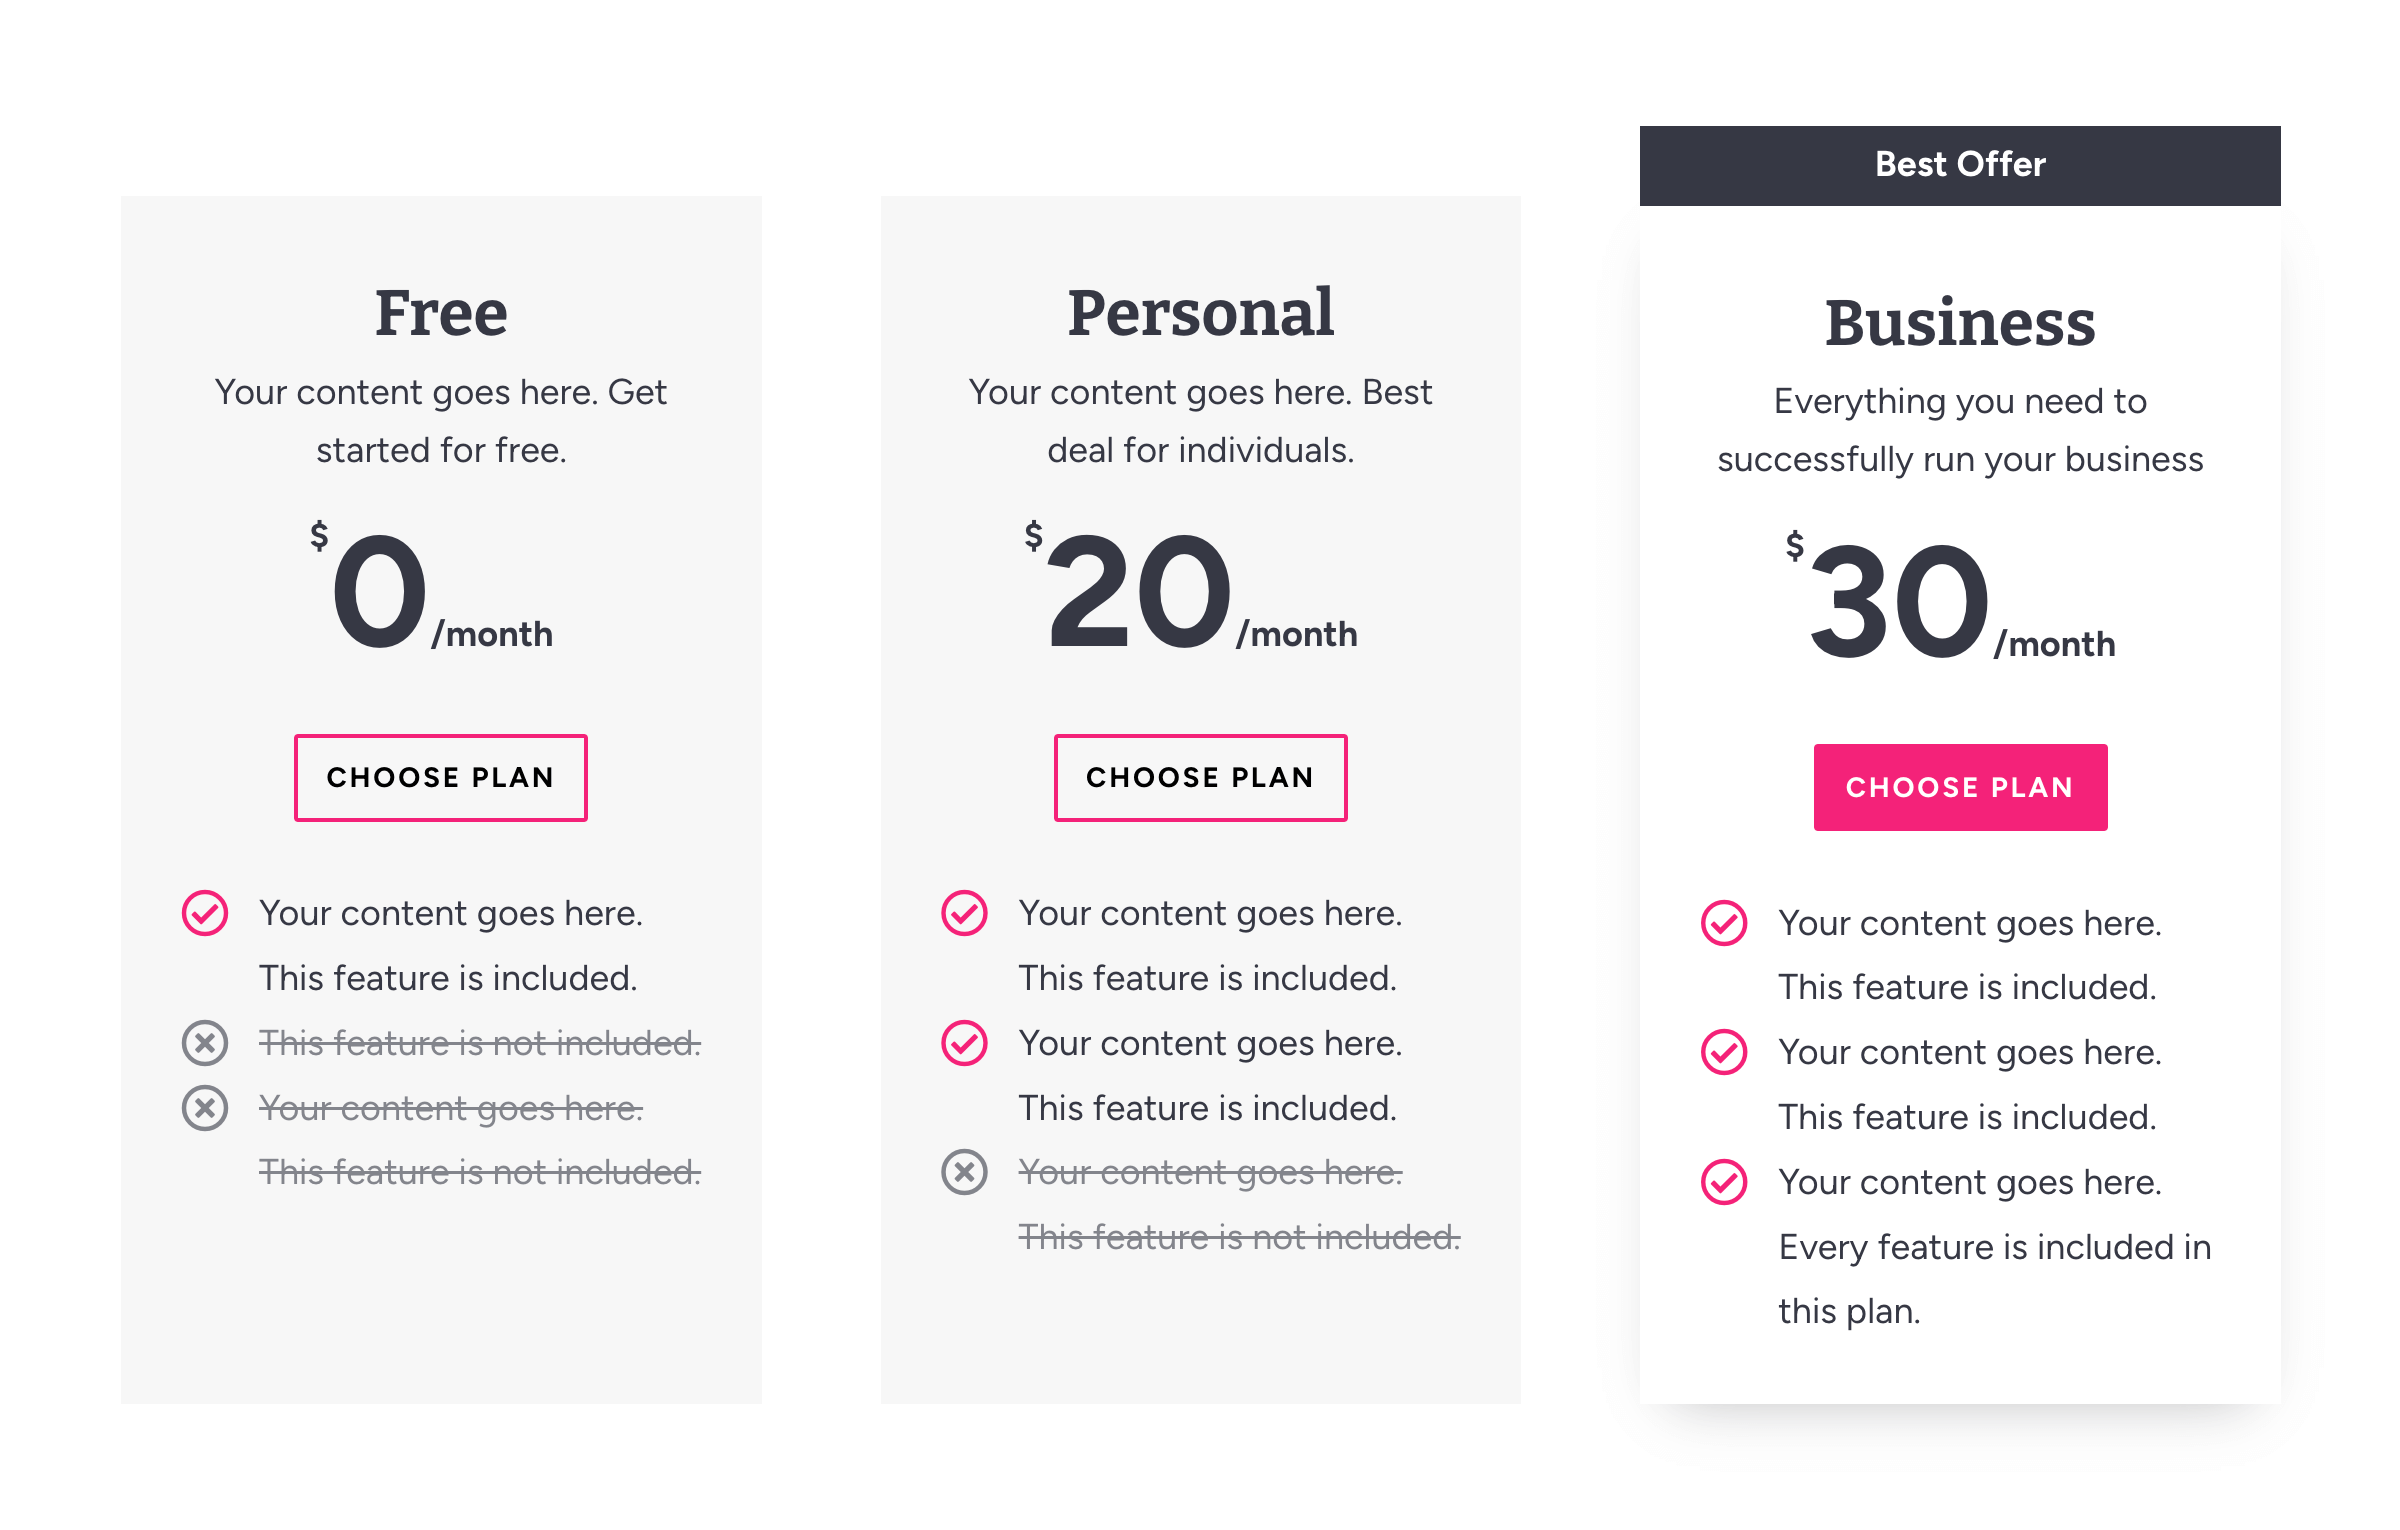 Free
Your content goes here. Get
started for free.
$0/month
CHOOSE PLAN
Your content goes here.
This feature is included.
This feature is not included.
Your content goes here.
This feature is not included.
Personal
Your content goes here. Best
deal for individuals.
$20/month
CHOOSE PLAN
Your content goes here.
This feature is included.
Your content goes here.
This feature is included.
Your content goes here.
This feature is not included.
Best Offer
Business
Everything you need to
successfully run your business
$30/month
CHOOSE PLAN
Your content goes here.
This feature is included.
Your content goes here.
This feature is included.
Your content goes here.
Every feature is included in
this plan.